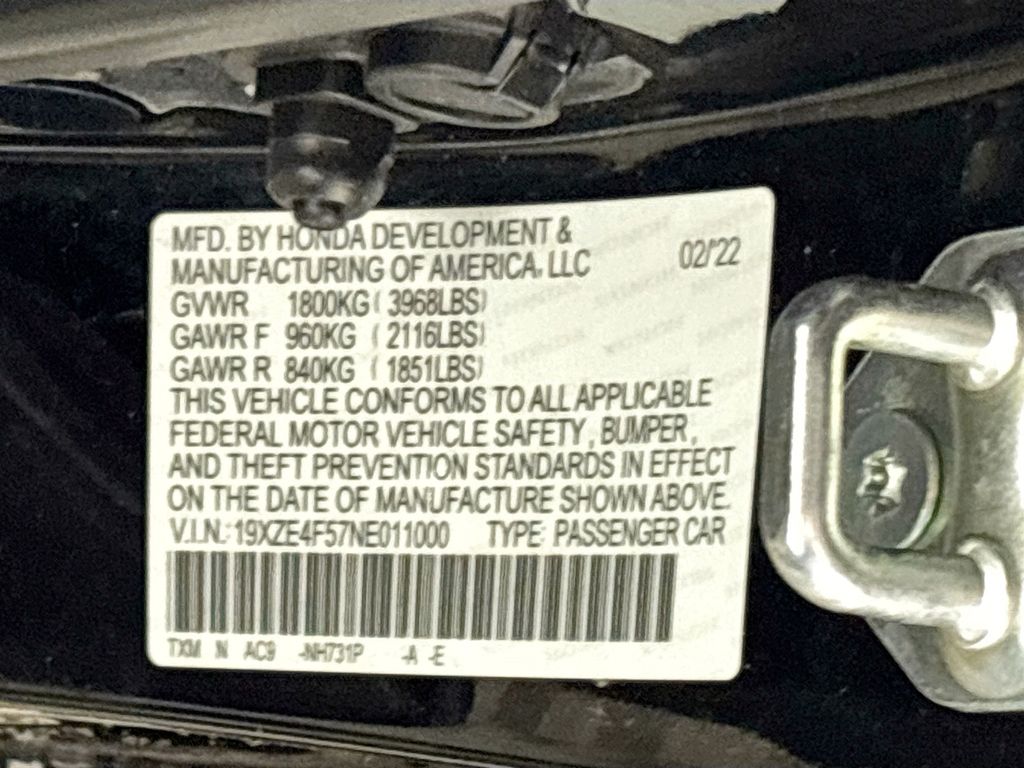 MFD. BY HONDA DEVELOPMENT &
MANUFACTURING OF AMERICA, LLC 02/'22
GVWR 1800KG ( 3968LBS)
GAWR F 960KG ( 2116LBS)
GAWR R 840KG ( 1851LBS)
THIS VEHICLE CONFORMS TO ALL APPLICABLE
FEDERAL MOTOR VEHICLE SAFETY, BUMPER,
AND THEFT PREVENTION STANDARDS IN EFFECT
ON THE DATE OF MANUFACTURE SHOWN ABOVE.
V.I.N.:19XZE4F57NE011000 TYPE: PASSENGER CAR
TXM N AC9 -NH731P -A -E